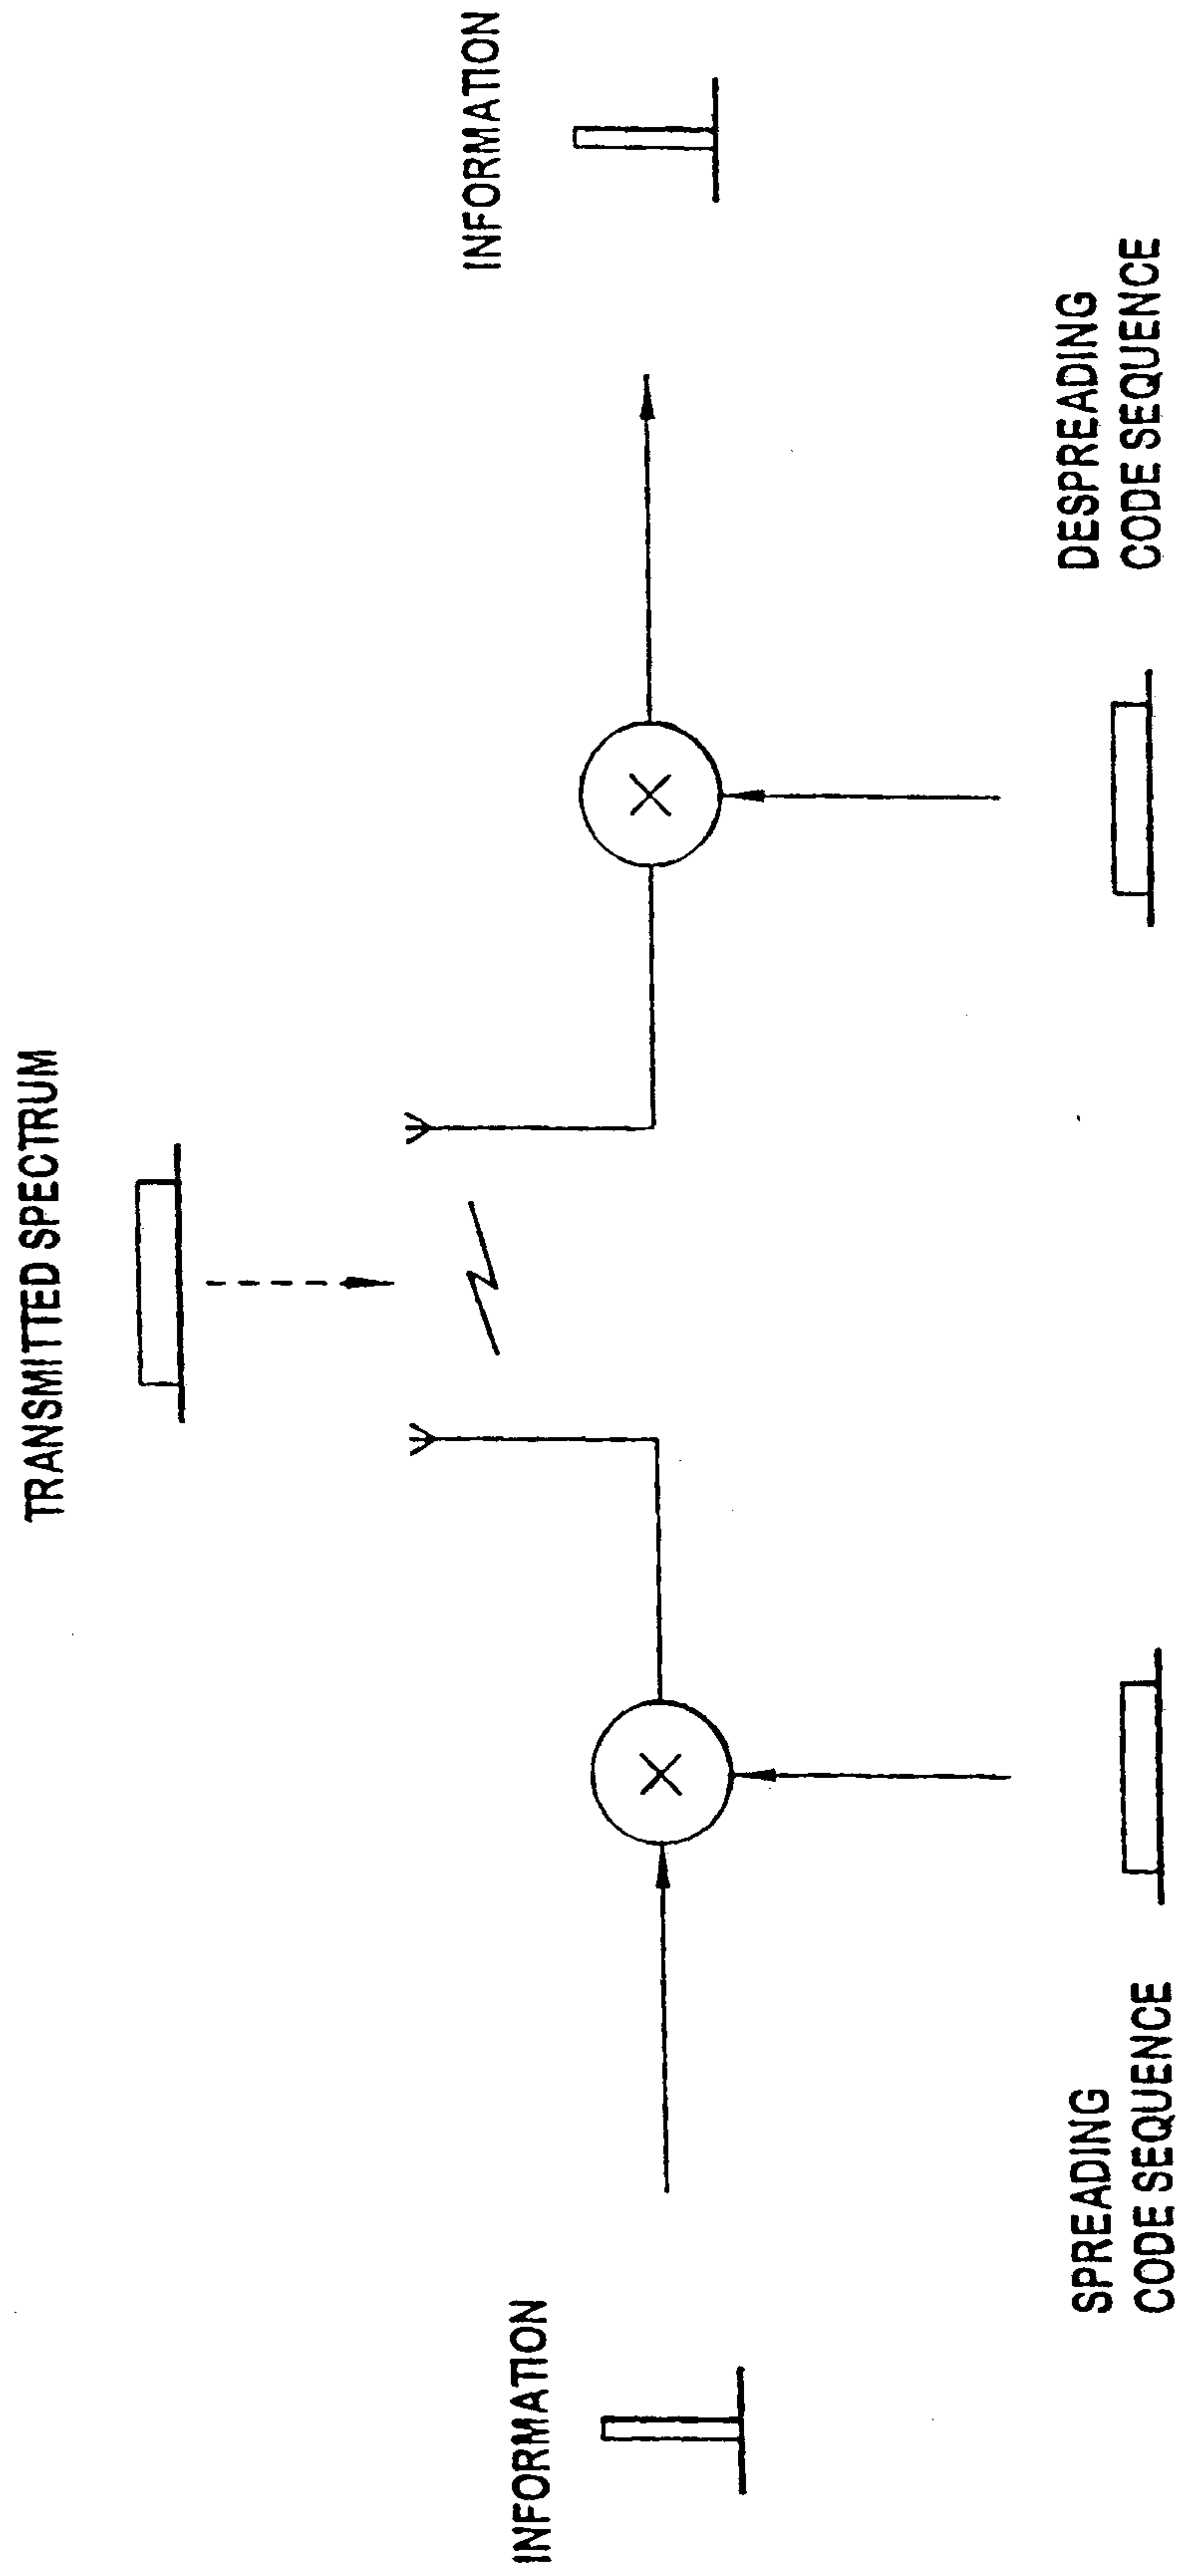 TRANSMITTED SPECTRUM
INFORMATION
INFORMATION
SPREADING
CODE SEQUENCE
DESPREADING
CODE SEQUENCE